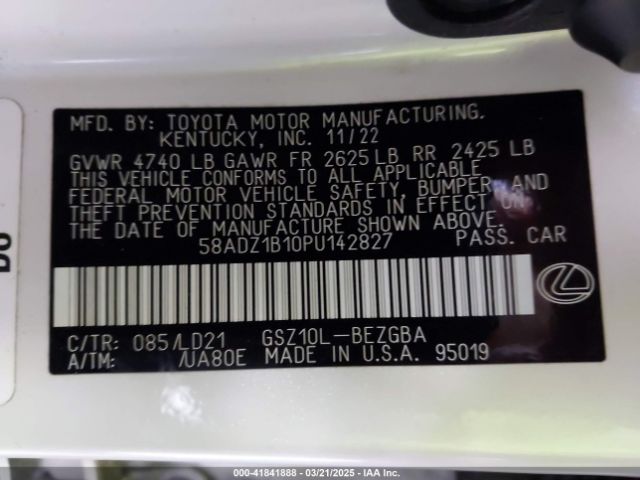 MFD. BY: TOYOTA MOTOR MANUFACTURING.
KENTUCKY, INC. 11/22
GVWR 4740 LB GAWR FR 2625 LB RR 2425 LB
THIS VEHICLE CONFORMS TO ALL APPLICABLE
FEDERAL MOTOR VEHICLE SAFETY, BUMPER, AND
THEFT PREVENTION STANDARDS IN EFFECT ON
THE DATE OF MANUFACTURE SHOWN ABOVE.
58ADZ1B10PU142827 PASS. CAR
C/TR: 085/LD21 GSZ10L-BEZGBA
A/TM: /UA80E MADE IN U.S.A. 95019
000-41841888 — 03/21/2025 — IAA Inc.